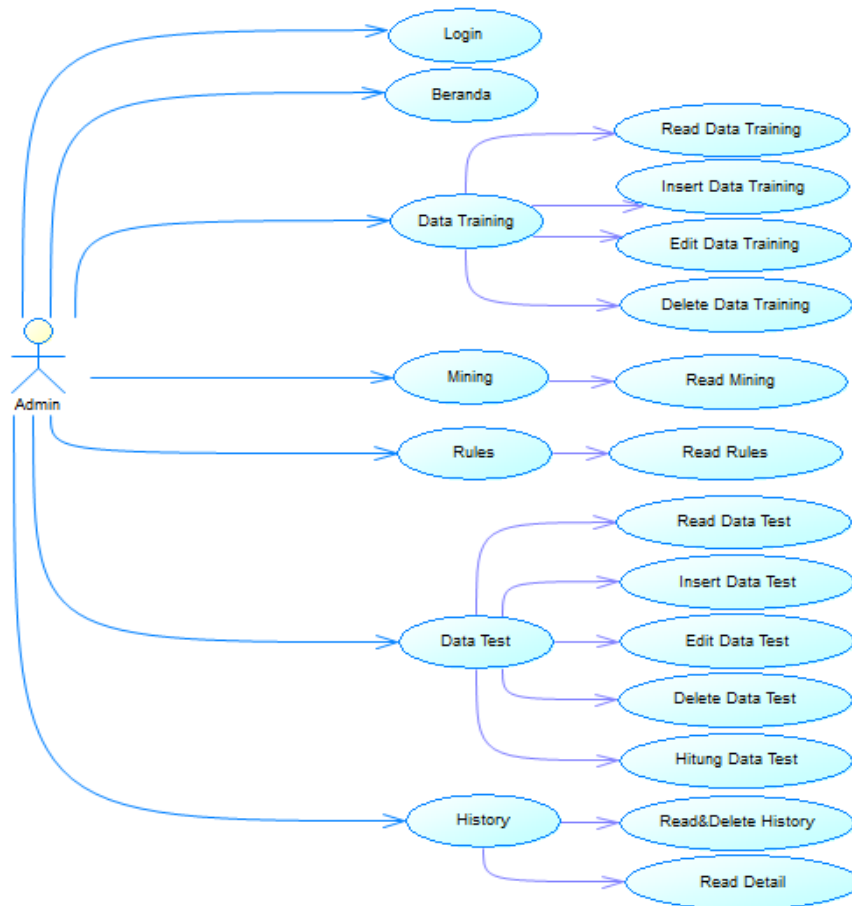 Login
Beranda
Read Data Training
Insert Data Training
Data Training
Edit Data Training
Delete Data Training
Admin
Mining
Read Mining
Rules
Read Rules
Read Data Test
Insert Data Test
Data Test
Edit Data Test
Delete Data Test
Hitung Data Test
History
Read&Delete History
Read Detail